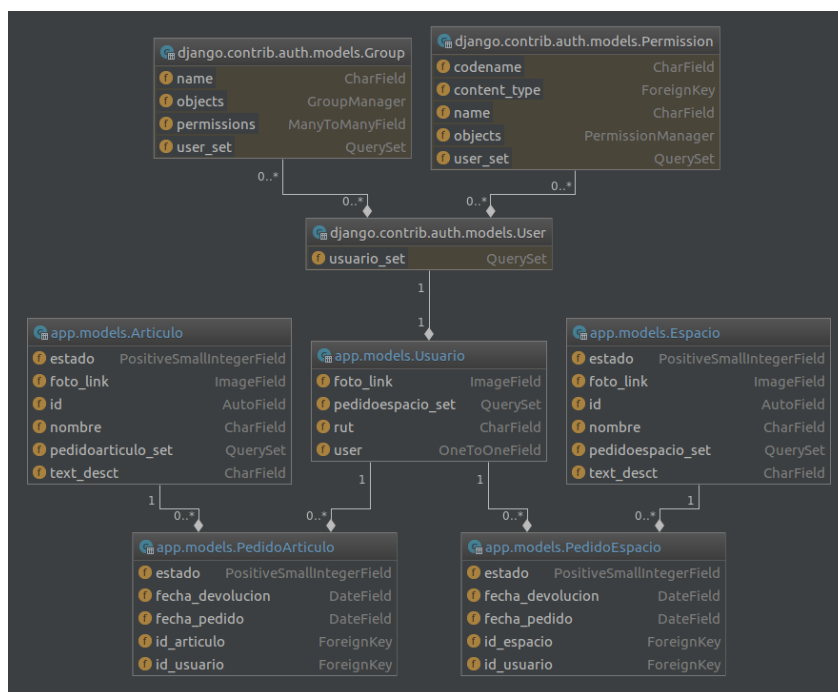 django.contrib.auth.models.Group
name CharField
objects GroupManager
permissions ManyToManyField
user_set QuerySet
django.contrib.auth.models.Permission
codename CharField
content_type ForeignKey
name CharField
objects PermissionManager
user_set QuerySet
0..*
0..*
0..*
0..*
django.contrib.auth.models.User
usuario_set QuerySet
1
1
app.models.Articulo
estado PositiveSmallIntegerField
foto_link ImageField
id AutoField
nombre CharField
pedidoarticulo_set QuerySet
text_desct CharField
app.models.Usuario
foto_link ImageField
pedidoespacio_set QuerySet
rut CharField
user OneToOneField
app.models.Espacio
estado PositiveSmallIntegerField
foto_link ImageField
id AutoField
nombre CharField
pedidoespacio_set QuerySet
text_desct CharField
1
1
1
1
0..*
0..*
0..*
0..*
app.models.PedidoArticulo
estado PositiveSmallIntegerField
fecha_devolucion DateField
fecha_pedido DateField
id_articulo ForeignKey
id_usuario ForeignKey
app.models.PedidoEspacio
estado PositiveSmallIntegerField
fecha_devolucion DateField
fecha_pedido DateField
id_espacio ForeignKey
id_usuario ForeignKey